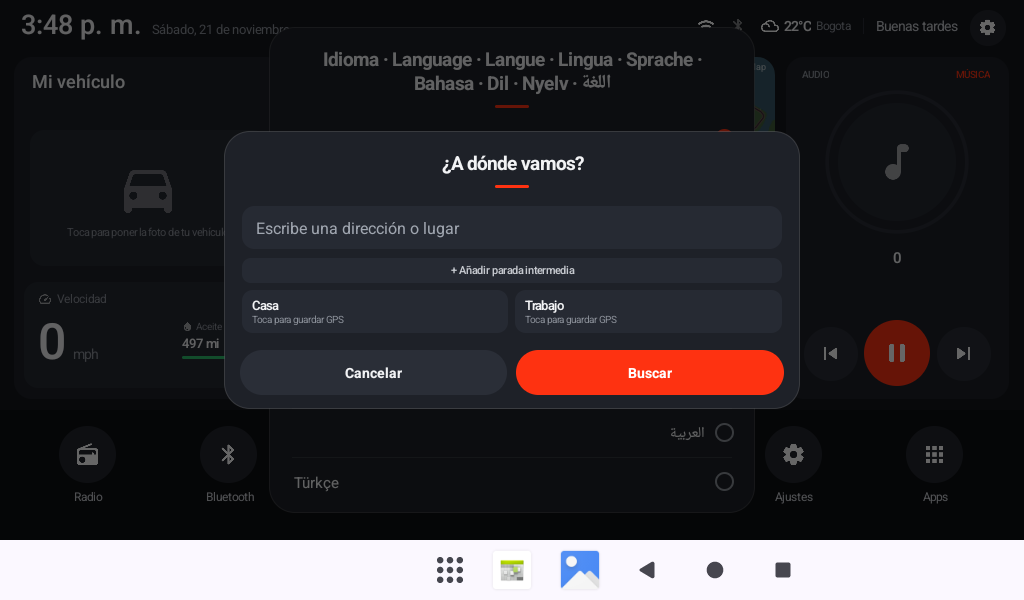 3:48 p. m.
Sábado, 21 de noviembre
22°C Bogota
Buenas tardes
Idioma · Language · Langue · Lingua · Sprache ·
Bahasa · Dil · Nyelv · اللغة
Mi vehículo
AUDIO
MÚSICA
¿A dónde vamos?
Escribe una dirección o lugar
+ Añadir parada intermedia
Casa
Toca para guardar GPS
Trabajo
Toca para guardar GPS
Cancelar
Buscar
Toca para poner la foto de tu vehículo
Velocidad
0 mph
Aceite
497 mi
0
العربية
Türkçe
Radio
Bluetooth
Ajustes
Apps